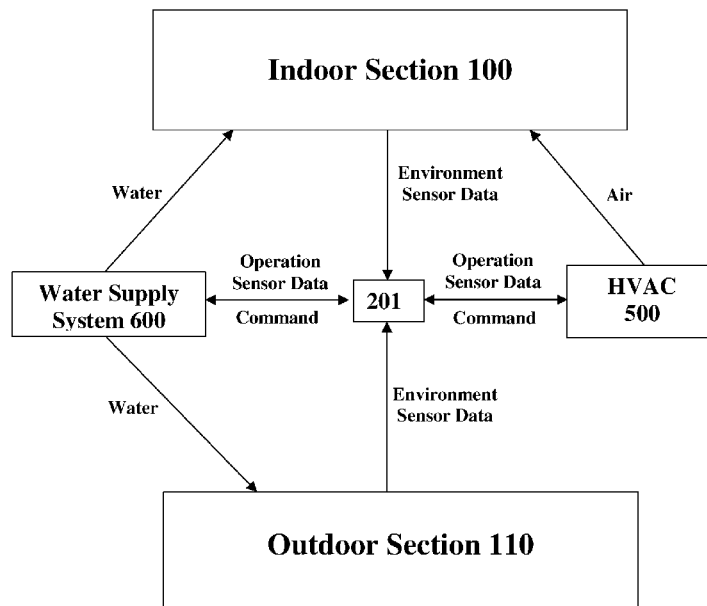 Indoor Section 100
Environment
Sensor Data
Water
Air
Operation
Sensor Data
Operation
Sensor Data
Water Supply
System 600
201
HVAC
500
Command
Command
Environment
Sensor Data
Water
Outdoor Section 110